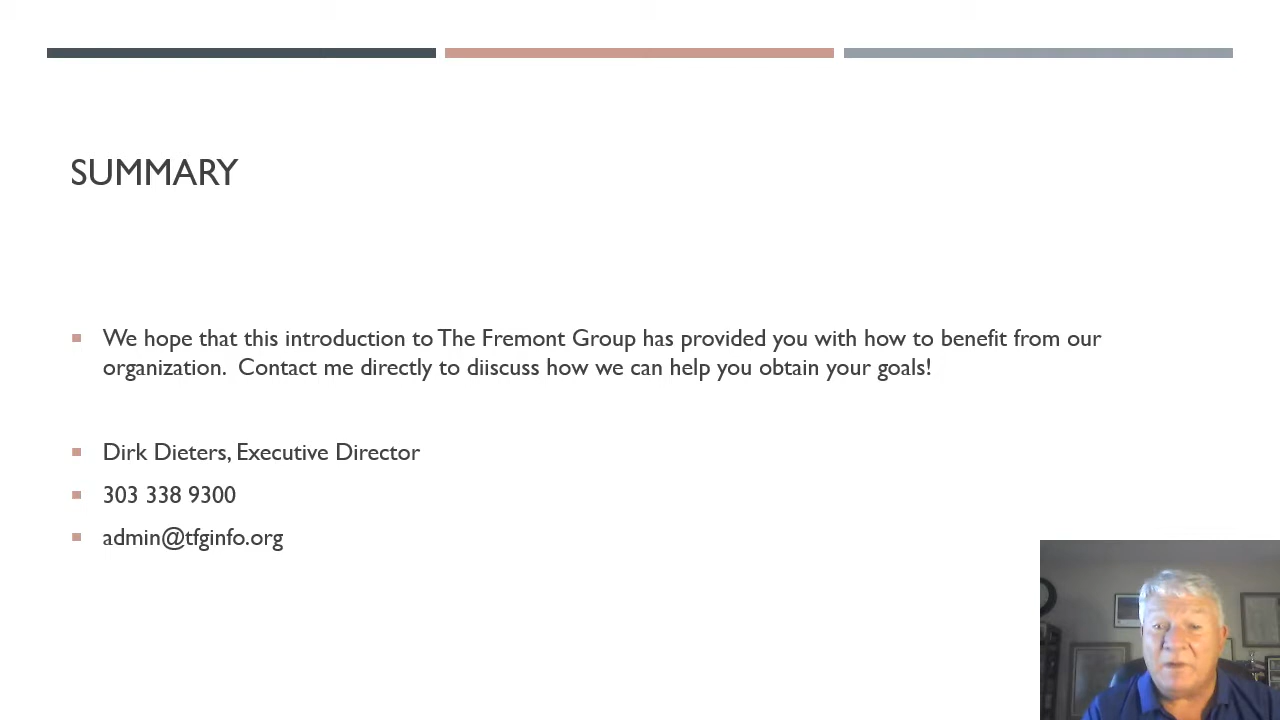 SUMMARY
We hope that this introduction to The Fremont Group has provided you with how to benefit from our
organization.  Contact me directly to diiscuss how we can help you obtain your goals!
Dirk Dieters, Executive Director
303 338 9300
admin@tfginfo.org